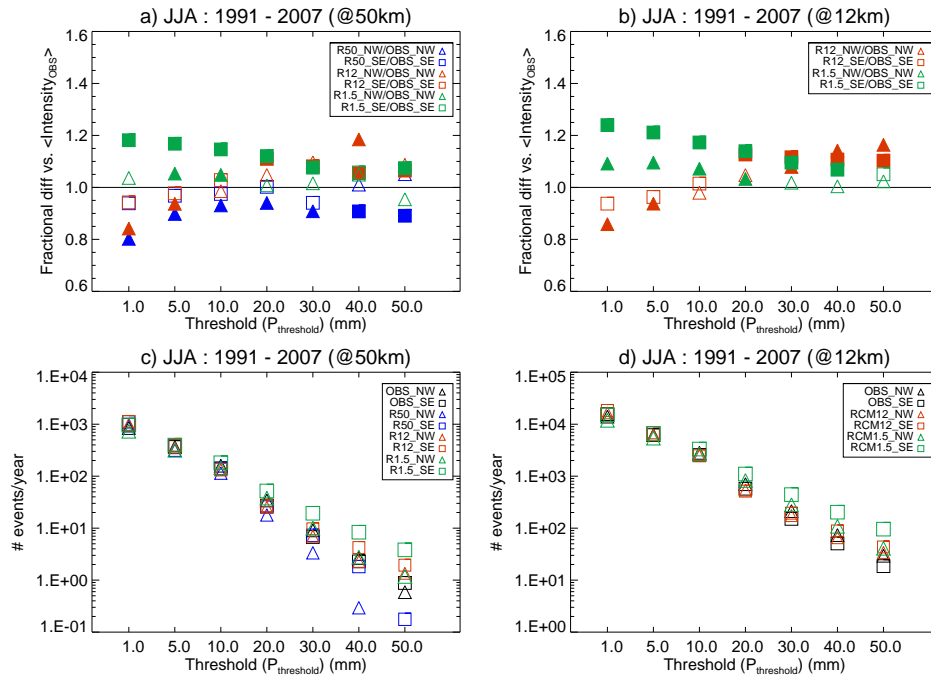 a) JJA : 1991 - 2007 (@50km)
1.6
1.4
1.2
1.0
0.8
0.6
Fractional diff vs. <Intensity_OBS>
R50_NW/OBS_NW
R50_SE/OBS_SE
R12_NW/OBS_NW
R12_SE/OBS_SE
R1.5_NW/OBS_NW
R1.5_SE/OBS_SE
1.0 5.0 10.0 20.0 30.0 40.0 50.0
Threshold (P_threshold) (mm)
b) JJA : 1991 - 2007 (@12km)
1.6
1.4
1.2
1.0
0.8
0.6
Fractional diff vs. <Intensity_OBS>
R12_NW/OBS_NW
R12_SE/OBS_SE
R1.5_NW/OBS_NW
R1.5_SE/OBS_SE
1.0 5.0 10.0 20.0 30.0 40.0 50.0
Threshold (P_threshold) (mm)
c) JJA : 1991 - 2007 (@50km)
1.E+04
1.E+03
1.E+02
1.E+01
1.E+00
1.E-01
# events/year
OBS_NW
OBS_SE
R50_NW
R50_SE
R12_NW
R12_SE
R1.5_NW
R1.5_SE
1.0 5.0 10.0 20.0 30.0 40.0 50.0
Threshold (P_threshold) (mm)
d) JJA : 1991 - 2007 (@12km)
1.E+05
1.E+04
1.E+03
1.E+02
1.E+01
1.E+00
# events/year
OBS_NW
OBS_SE
RCM12_NW
RCM12_SE
RCM1.5_NW
RCM1.5_SE
1.0 5.0 10.0 20.0 30.0 40.0 50.0
Threshold (P_threshold) (mm)